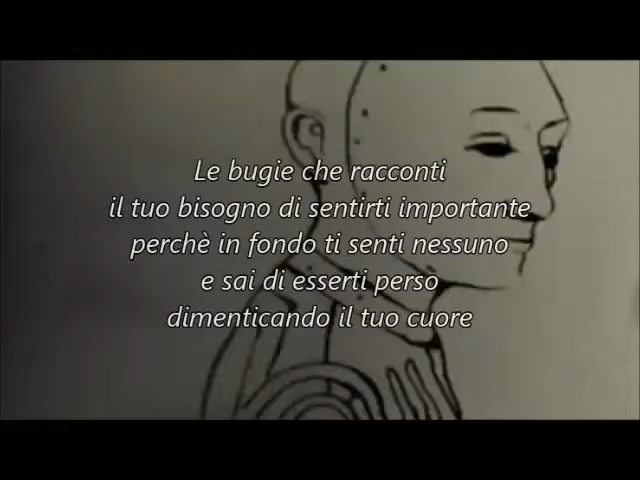 Le bugie che racconti
il tuo bisogno di sentirti importante
perchè in fondo ti senti nessuno
e sai di esserti perso
dimenticando il tuo cuore